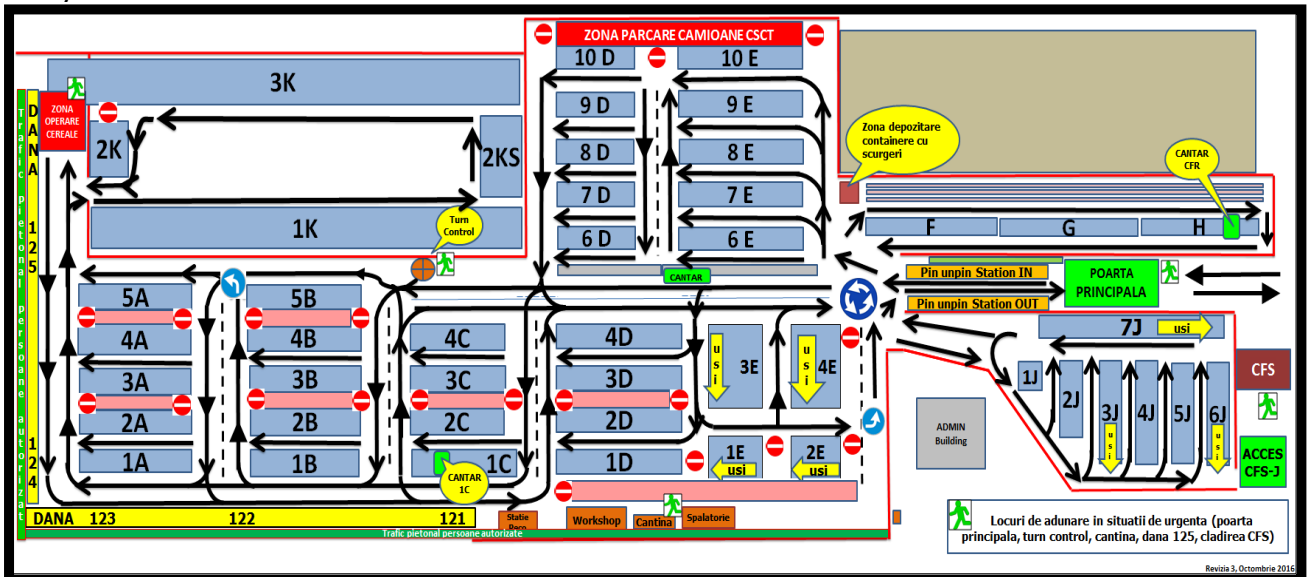 ZONA PARCARE CAMIOANE CSCT
10 D
10 E
3K
ZONA
OPERARE
CEREALE
DANA 125 124
Trafic pietonal persoane autorizat
9 D
9 E
Zona depozitare
containere cu
scurgeri
CANTAR
CFR
2K
2KS
8 D
8 E
7 D
7 E
1K
Turn
Control
6 D
6 E
F
G
H
CANTAR
Pin unpin Station IN
POARTA
PRINCIPALA
Pin unpin Station OUT
5A
5B
4A
4B
4C
4D
3E
usi
4E
usi
7J
usi
3A
3B
3C
3D
1J
2J
3J
usi
4J
5J
6J
usi
CFS
2A
2B
2C
2D
ADMIN
Building
1A
1B
1C
1D
1E
usi
2E
usi
CANTAR
1C
ACCES
CFS-J
DANA 123 122 121
Statie
Workshop
Cantina
Spalatorie
Trafic pietonal persoane autorizate
Locuri de adunare in situatii de urgenta (poarta
principala, turn control, cantina, dana 125, cladirea CFS)
Revizia 3, Octombrie 2016